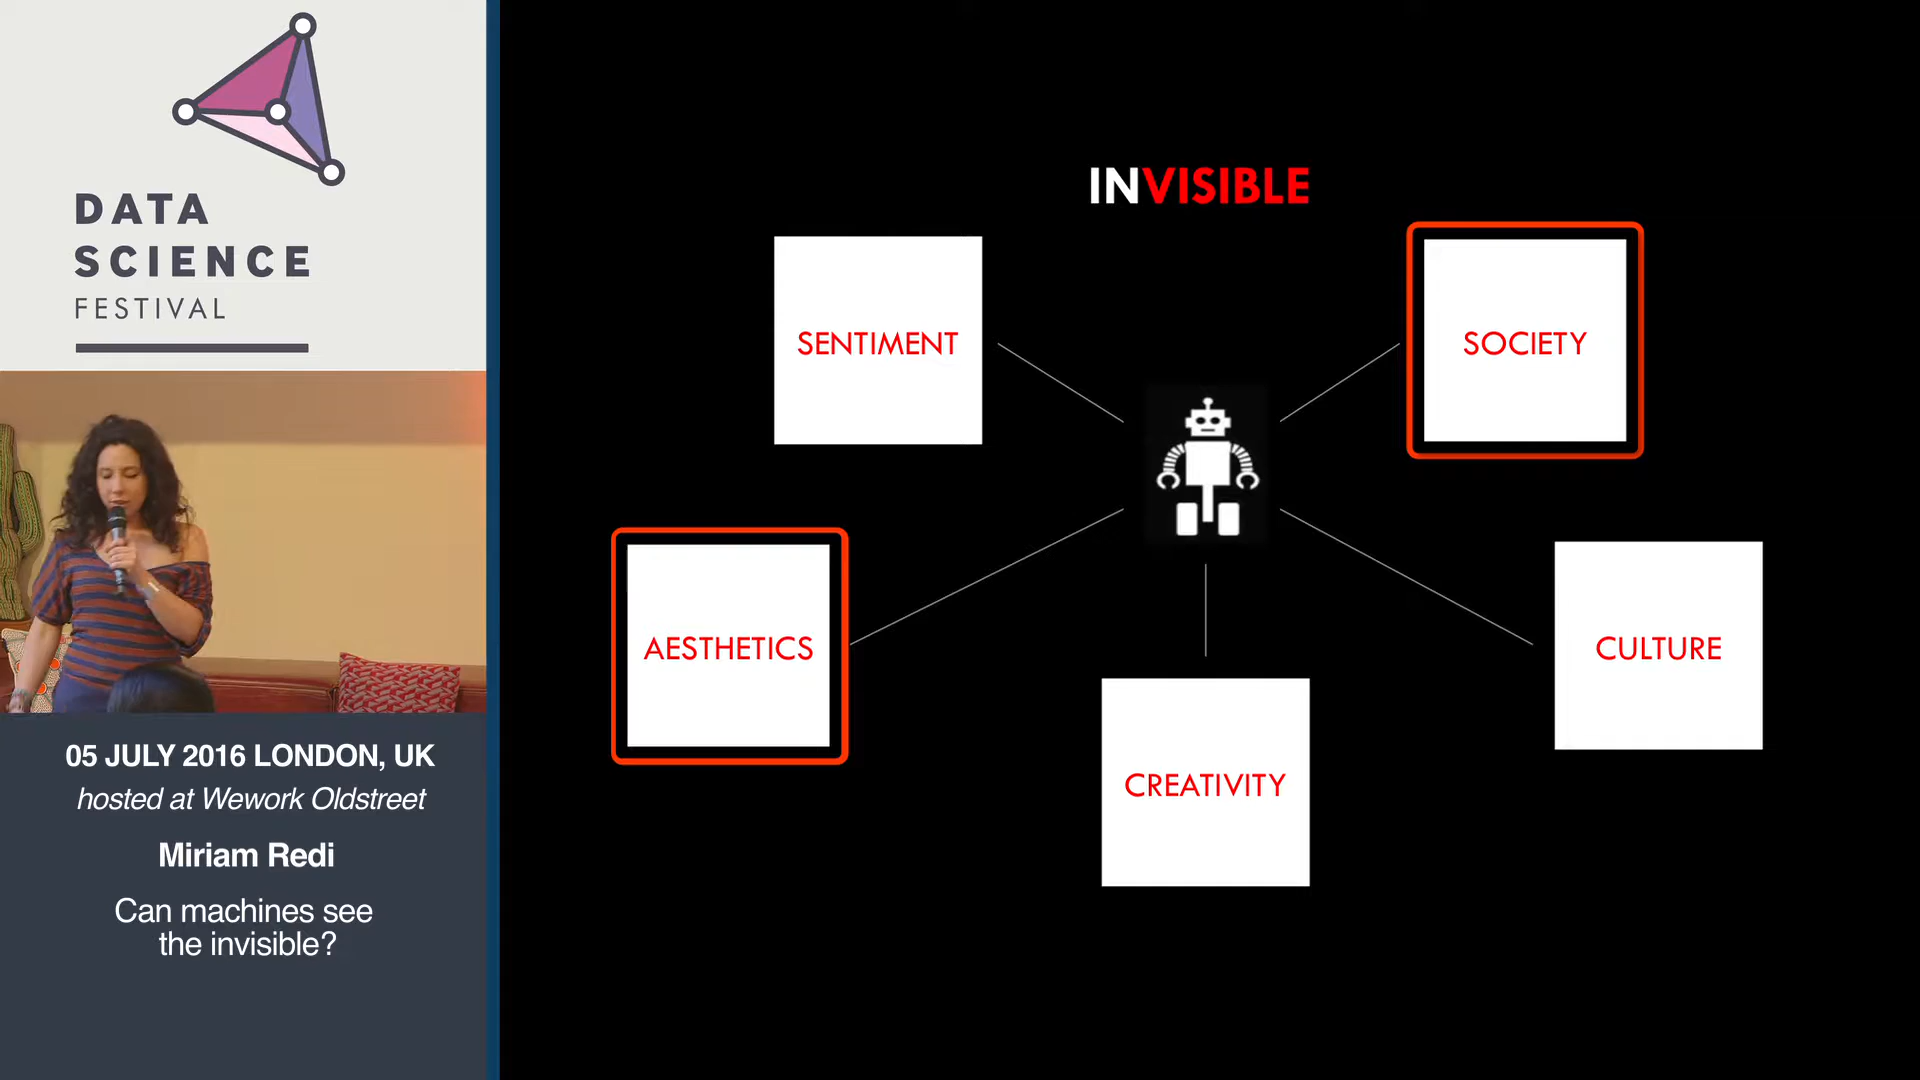 DATA
SCIENCE
FESTIVAL
05 JULY 2016 LONDON, UK
hosted at Wework Oldstreet
Miriam Redi
Can machines see
the invisible?
INVISIBLE
SENTIMENT
SOCIETY
AESTHETICS
CULTURE
CREATIVITY